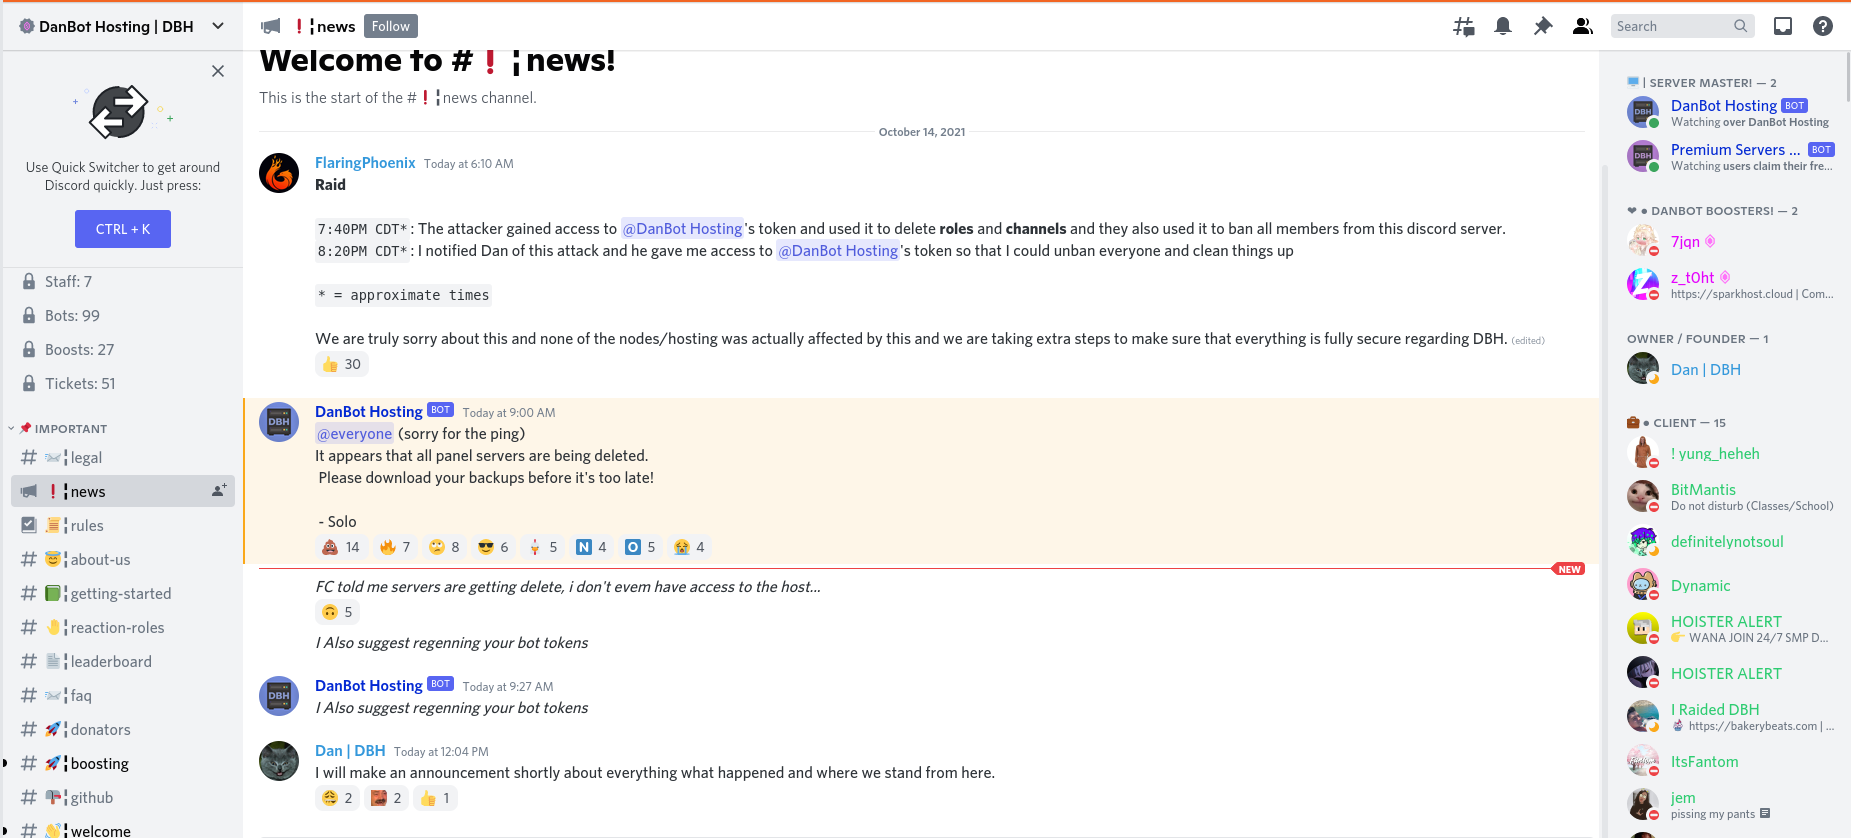 DanBot Hosting | DBH
Use Quick Switcher to get around
Discord quickly. Just press:
CTRL + K
Staff: 7
Bots: 99
Boosts: 27
Tickets: 51
IMPORTANT
legal
news
rules
about-us
getting-started
reaction-roles
leaderboard
faq
donators
boosting
github
welcome
❗¦news
Follow
Search
Welcome to #❗¦news!
This is the start of the #❗¦news channel.
October 14, 2021
FlaringPhoenix Today at 6:10 AM
Raid
7:40PM CDT*: The attacker gained access to @DanBot Hosting's token and used it to delete roles and channels and they also used it to ban all members from this discord server.
8:20PM CDT*: I notified Dan of this attack and he gave me access to @DanBot Hosting's token so that I could unban everyone and clean things up
* = approximate times
We are truly sorry about this and none of the nodes/hosting was actually affected by this and we are taking extra steps to make sure that everything is fully secure regarding DBH. (edited)
👍 30
DanBot Hosting BOT Today at 9:00 AM
@everyone (sorry for the ping)
It appears that all panel servers are being deleted.
Please download your backups before it's too late!
- Solo
14 7 8 6 5 N 4 O 5 4
NEW
FC told me servers are getting delete, i don't evem have access to the host...
5
I Also suggest regenning your bot tokens
DanBot Hosting BOT Today at 9:27 AM
I Also suggest regenning your bot tokens
Dan | DBH Today at 12:04 PM
I will make an announcement shortly about everything what happened and where we stand from here.
2 2 1
| SERVER MASTER! — 2
DanBot Hosting BOT
Watching over DanBot Hosting
Premium Servers ... BOT
Watching users claim their fre...
❤ ● DANBOT BOOSTERS! — 2
7jqn
z_t0ht
https://sparkhost.cloud | Com...
OWNER / FOUNDER — 1
Dan | DBH
● CLIENT — 15
! yung_heheh
BitMantis
Do not disturb (Classes/School)
definitelynotsoul
Dynamic
HOISTER ALERT
WANA JOIN 24/7 SMP D...
HOISTER ALERT
I Raided DBH
https://bakerybeats.com | ...
ItsFantom
jem
pissing my pants